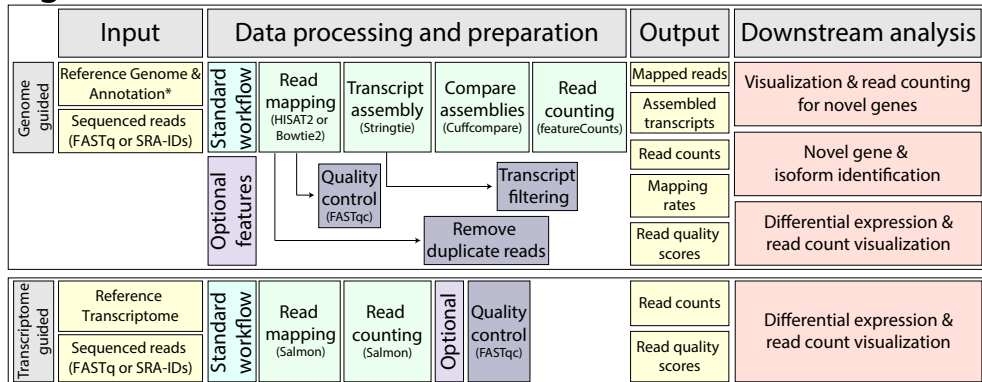 Input
Data processing and preparation
Output
Downstream analysis
Genome
guided
Reference Genome &
Annotation*
Sequenced reads
(FASTq or SRA-IDs)
Standard
workflow
Read
mapping
(HISAT2 or
Bowtie2)
Transcript
assembly
(Stringtie)
Compare
assemblies
(Cuffcompare)
Read
counting
(featureCounts)
Optional
features
Quality
control
(FASTqc)
Transcript
filtering
Remove
duplicate reads
Mapped reads
Assembled
transcripts
Read counts
Mapping
rates
Read quality
scores
Visualization & read counting
for novel genes
Novel gene &
isoform identification
Differential expression &
read count visualization
Transcriptome
guided
Reference
Transcriptome
Sequenced reads
(FASTq or SRA-IDs)
Standard
workflow
Read
mapping
(Salmon)
Read
counting
(Salmon)
Optional
Quality
control
(FASTqc)
Read counts
Read quality
scores
Differential expression &
read count visualization